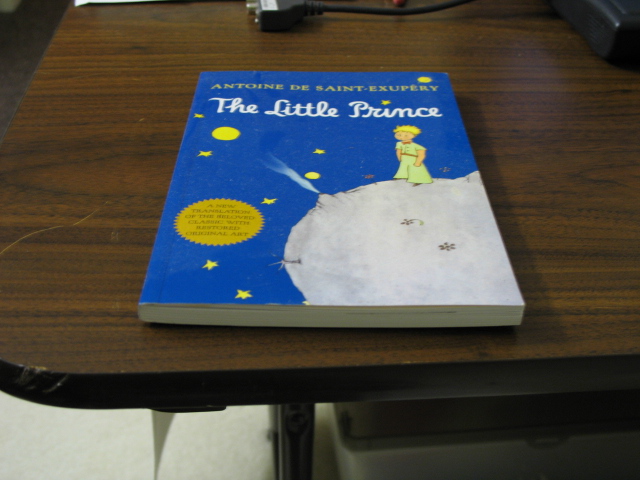 ANTOINE DE SAINT-EXUPÉRY
The Little Prince
A NEW
TRANSLATION
OF THE BELOVED
CLASSIC WITH
RESTORED
ORIGINAL ART